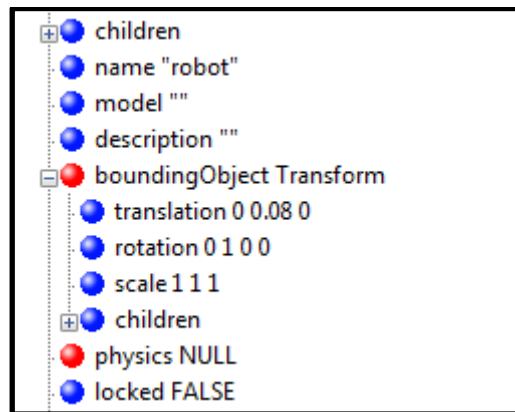 children
name "robot"
model ""
description ""
boundingObject Transform
translation 0 0.08 0
rotation 0 1 0 0
scale 1 1 1
children
physics NULL
locked FALSE